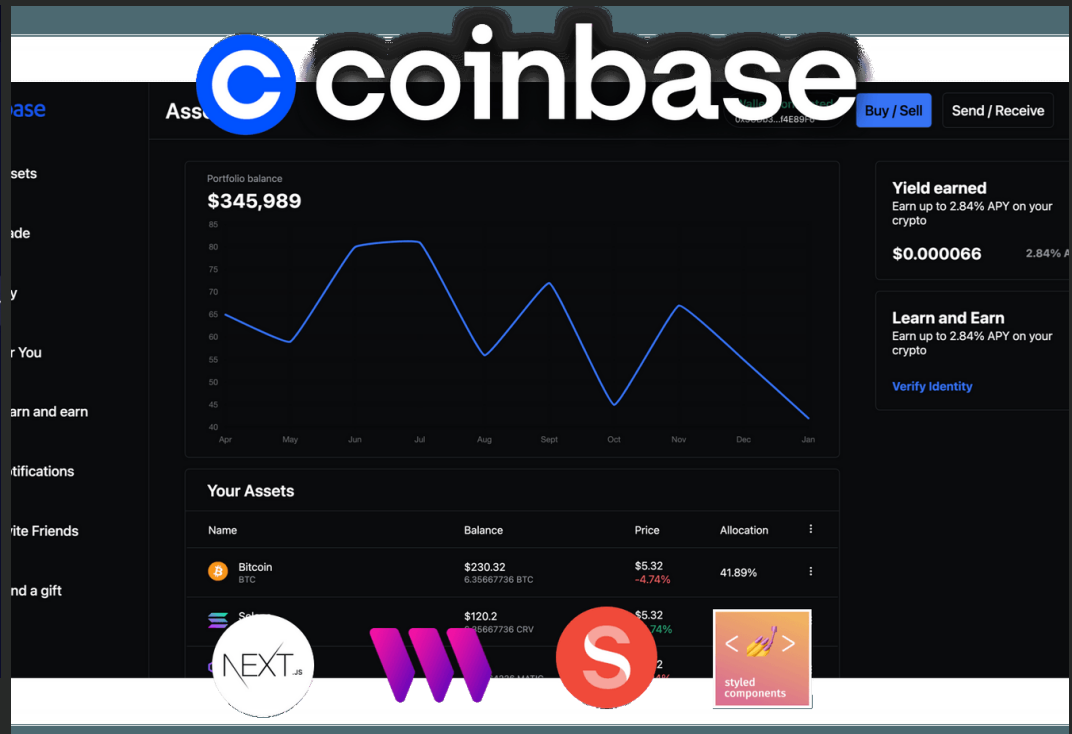 coinbase
base
Assets
Buy / Sell
Send / Receive
sets
ade
y
r You
arn and earn
otifications
vite Friends
nd a gift
Portfolio balance
$345,989
85
80
75
70
65
60
55
50
45
40
Apr May Jun Jul Aug Sept Oct Nov Dec Jan
Yield earned
Earn up to 2.84% APY on your
crypto
$0.000066 2.84% A
Learn and Earn
Earn up to 2.84% APY on your
crypto
Verify Identity
Your Assets
Name Balance Price Allocation
Bitcoin $230.32 $5.32 41.89%
BTC 6.35667736 BTC -4.74%
$120.2 $5.32
6.35667736 CRV 74%
NEXT.JS
S
styled
components